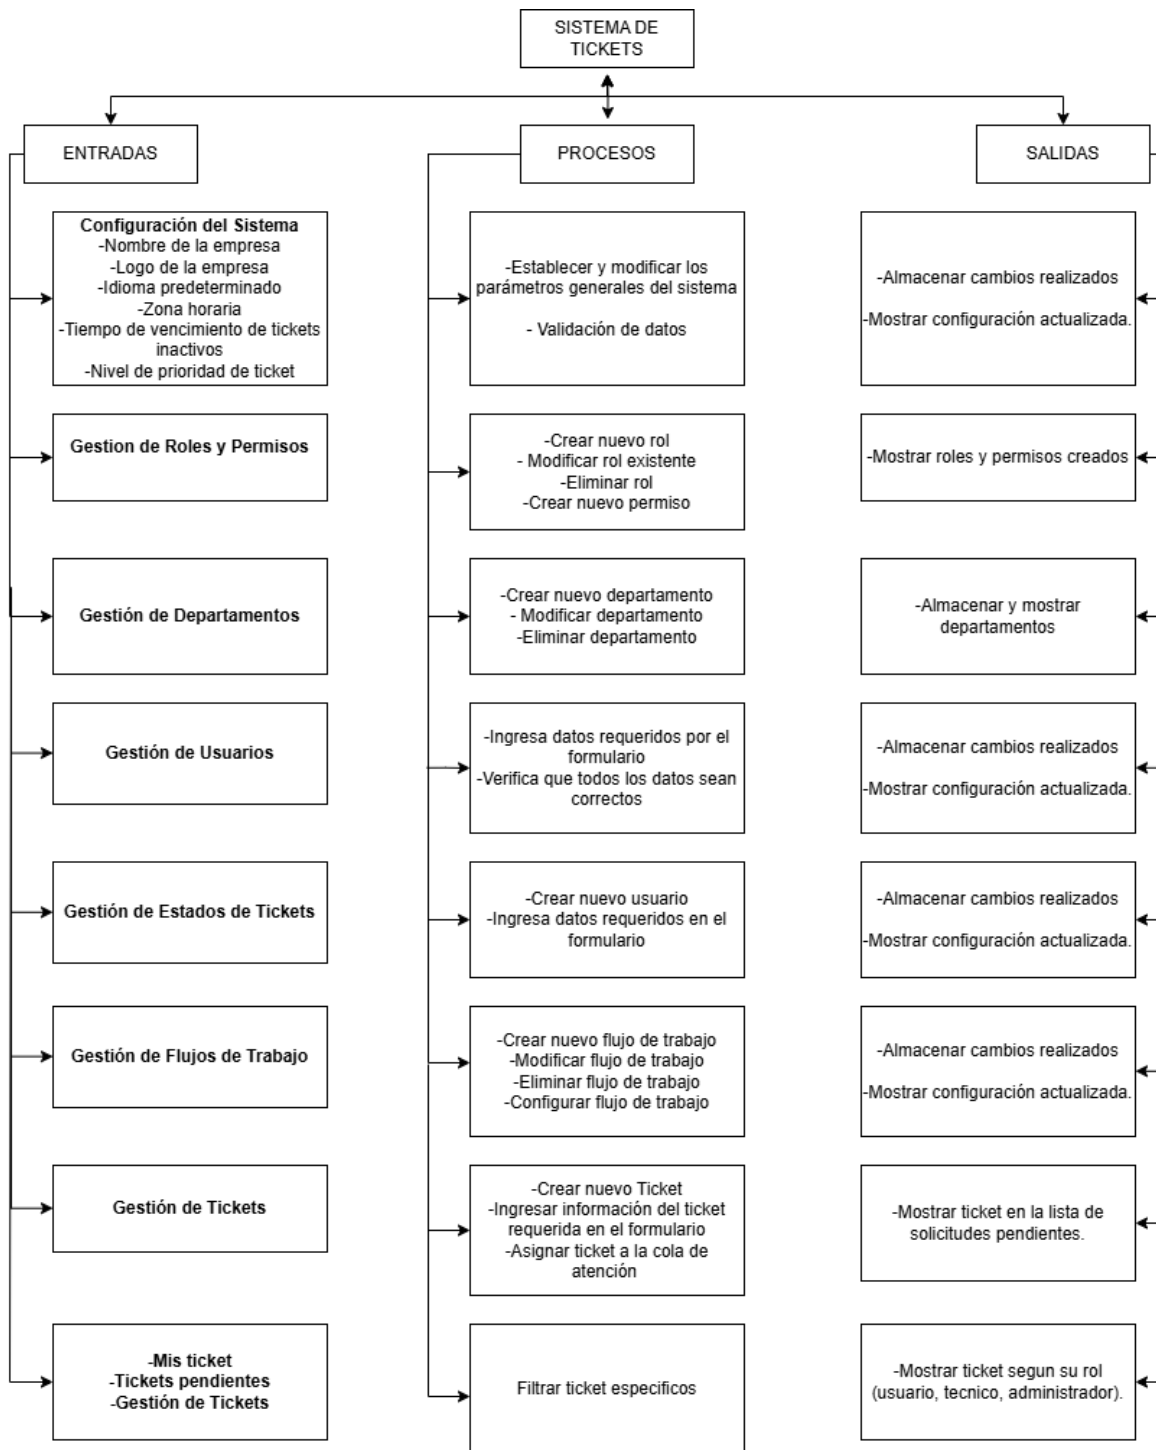 SISTEMA DE
TICKETS
ENTRADAS
PROCESOS
SALIDAS
Configuración del Sistema
-Nombre de la empresa
-Logo de la empresa
-Idioma predeterminado
-Zona horaria
-Tiempo de vencimiento de tickets
inactivos
-Nivel de prioridad de ticket
-Establecer y modificar los
parámetros generales del sistema
- Validación de datos
-Almacenar cambios realizados
-Mostrar configuración actualizada.
Gestion de Roles y Permisos
-Crear nuevo rol
- Modificar rol existente
-Eliminar rol
-Crear nuevo permiso
-Mostrar roles y permisos creados
Gestión de Departamentos
-Crear nuevo departamento
- Modificar departamento
-Eliminar departamento
-Almacenar y mostrar
departamentos
Gestión de Usuarios
-Ingresa datos requeridos por el
formulario
-Verifica que todos los datos sean
correctos
-Almacenar cambios realizados
-Mostrar configuración actualizada.
Gestión de Estados de Tickets
-Crear nuevo usuario
-Ingresa datos requeridos en el
formulario
-Almacenar cambios realizados
-Mostrar configuración actualizada.
Gestión de Flujos de Trabajo
-Crear nuevo flujo de trabajo
-Modificar flujo de trabajo
-Eliminar flujo de trabajo
-Configurar flujo de trabajo
-Almacenar cambios realizados
-Mostrar configuración actualizada.
Gestión de Tickets
-Crear nuevo Ticket
-Ingresar información del ticket
requerida en el formulario
-Asignar ticket a la cola de
atención
-Mostrar ticket en la lista de
solicitudes pendientes.
-Mis ticket
-Tickets pendientes
-Gestión de Tickets
Filtrar ticket especificos
-Mostrar ticket segun su rol
(usuario, tecnico, administrador).